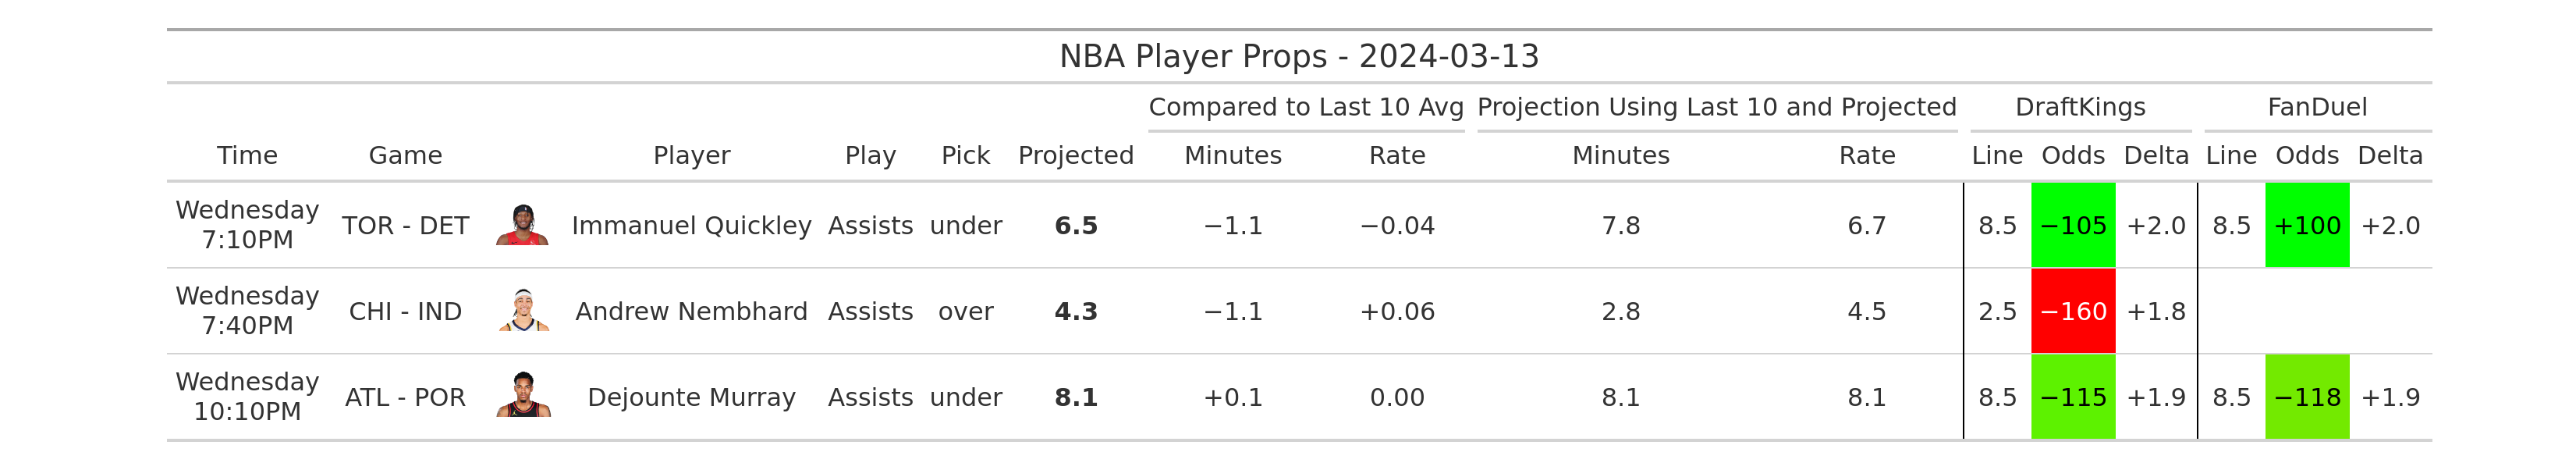 NBA Player Props - 2024-03-13
Compared to Last 10 Avg Projection Using Last 10 and Projected DraftKings FanDuel
Time Game Player Play Pick Projected Minutes Rate Minutes Rate Line Odds Delta Line Odds Delta
Wednesday
7:10PM TOR - DET Immanuel Quickley Assists under 6.5 −1.1 −0.04 7.8 6.7 8.5 −105 +2.0 8.5 +100 +2.0
Wednesday
7:40PM CHI - IND Andrew Nembhard Assists over 4.3 −1.1 +0.06 2.8 4.5 2.5 −160 +1.8
Wednesday
10:10PM ATL - POR Dejounte Murray Assists under 8.1 +0.1 0.00 8.1 8.1 8.5 −115 +1.9 8.5 −118 +1.9